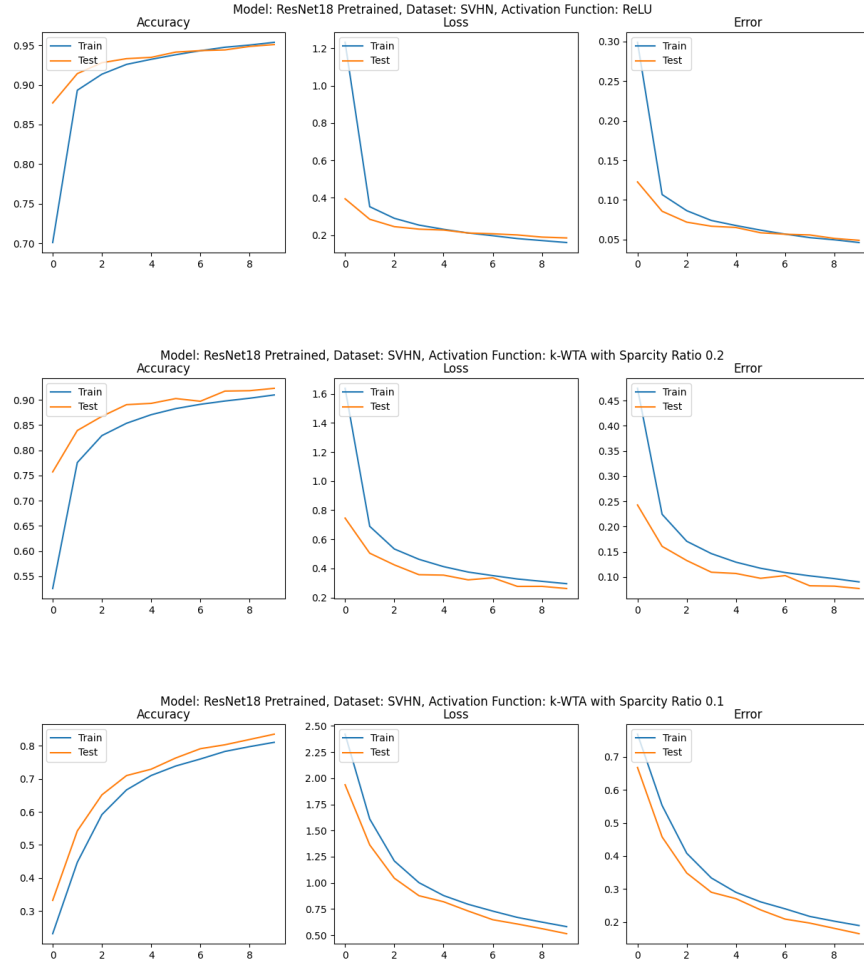 Model: ResNet18 Pretrained, Dataset: SVHN, Activation Function: ReLU
Accuracy
Loss
Error
Train
Test
0.95
0.90
0.85
0.80
0.75
0.70
0 2 4 6 8
Train
Test
1.2
1.0
0.8
0.6
0.4
0.2
0 2 4 6 8
Train
Test
0.30
0.25
0.20
0.15
0.10
0.05
0 2 4 6 8
Model: ResNet18 Pretrained, Dataset: SVHN, Activation Function: k-WTA with Sparcity Ratio 0.2
Accuracy
Loss
Error
Train
Test
0.90
0.85
0.80
0.75
0.70
0.65
0.60
0.55
0 2 4 6 8
Train
Test
1.6
1.4
1.2
1.0
0.8
0.6
0.4
0.2
0 2 4 6 8
Train
Test
0.45
0.40
0.35
0.30
0.25
0.20
0.15
0.10
0 2 4 6 8
Model: ResNet18 Pretrained, Dataset: SVHN, Activation Function: k-WTA with Sparcity Ratio 0.1
Accuracy
Loss
Error
Train
Test
0.8
0.7
0.6
0.5
0.4
0.3
0 2 4 6 8
Train
Test
2.50
2.25
2.00
1.75
1.50
1.25
1.00
0.75
0.50
0 2 4 6 8
Train
Test
0.7
0.6
0.5
0.4
0.3
0.2
0 2 4 6 8